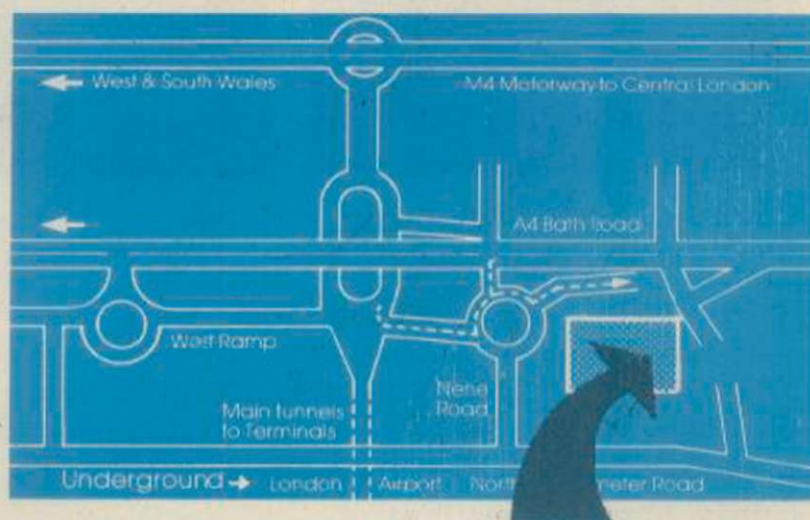 West & South Wales
M4 Motorway to Central London
A4 Bath Road
West Ramp
Nene
Road
Main tunnels
to Terminals
Underground London Airport North meter Road